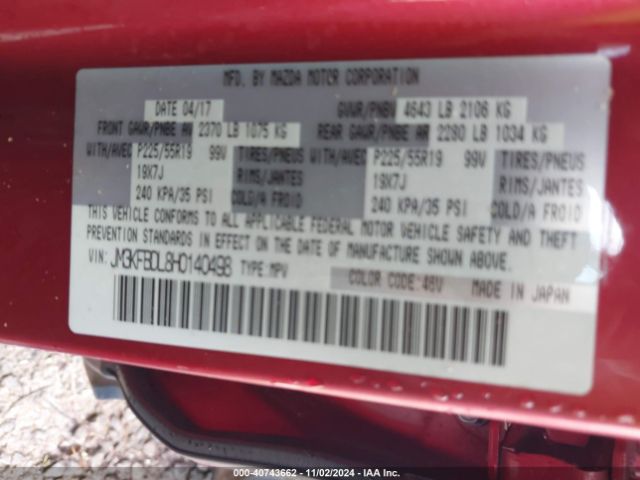 MFD. BY MAZDA MOTOR CORPORATION
DATE 04/17 GVWR/PNBV 4643 LB 2106 KG
FRONT GAWR/PNBE AV 2370 LB 1075 KG REAR GAWR/PNBE AR 2280 LB 1034 KG
WITH/AVEC P225/55R19 99V TIRES/PNEUS WITH/AVEC P225/55R19 99V TIRES/PNEUS
19X7J RIMS/JANTES 19X7J RIMS/JANTES
240 KPA/35 PSI COLD/A FROID 240 KPA/35 PSI COLD/A FROID
THIS VEHICLE CONFORMS TO ALL APPLICABLE FEDERAL MOTOR VEHICLE SAFETY AND THEFT
PREVENTION STANDARDS IN EFFECT ON THE DATE OF MANUFACTURE SHOWN ABOVE.
VIN: JM3KFBDL8H0140498 TYPE:MPV COLOR CODE:46V MADE IN JAPAN
000-40743662 - 11/02/2024 - IAA Inc.